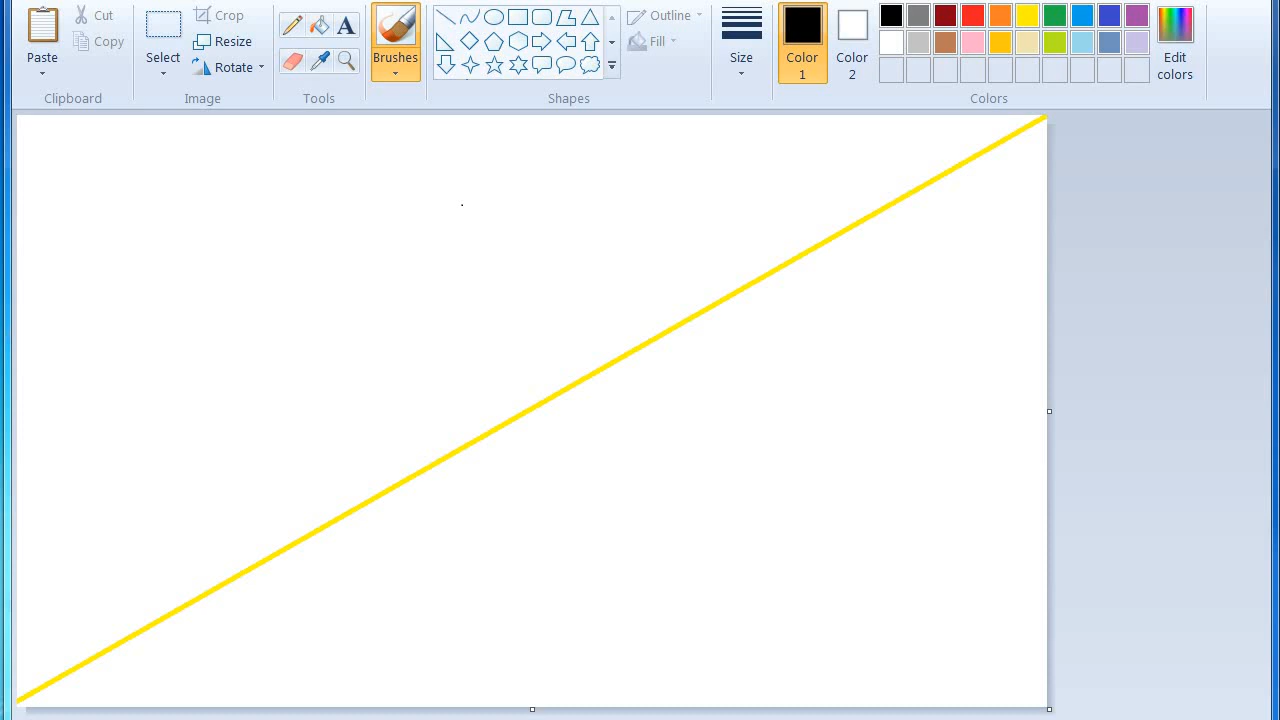 Cut
Copy
Paste
Clipboard
Crop
Resize
Rotate
Select
Image
A
Tools
Brushes
Outline
Fill
Shapes
Size
Color
1
Color
2
Edit
colors
Colors